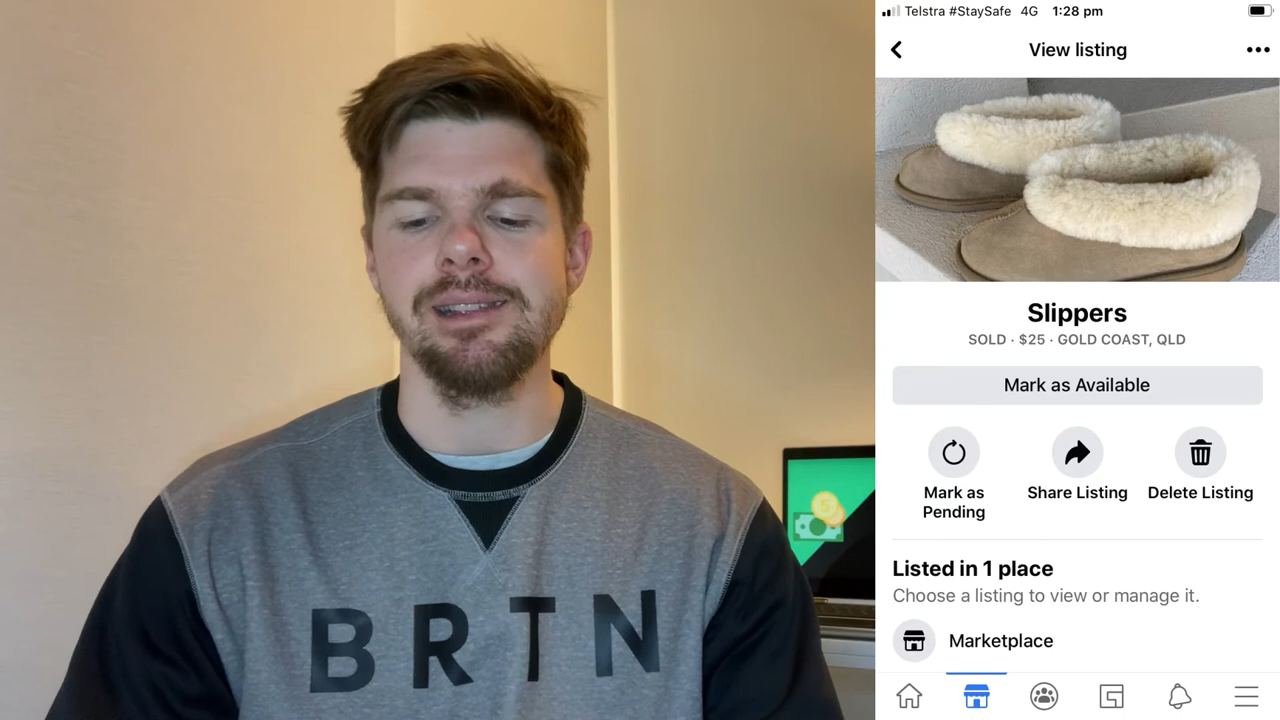 BRTN
Telstra #StaySafe 4G 1:28 pm
View listing
Slippers
SOLD · $25 · GOLD COAST, QLD
Mark as Available
Mark as
Pending
Share Listing
Delete Listing
Listed in 1 place
Choose a listing to view or manage it.
Marketplace